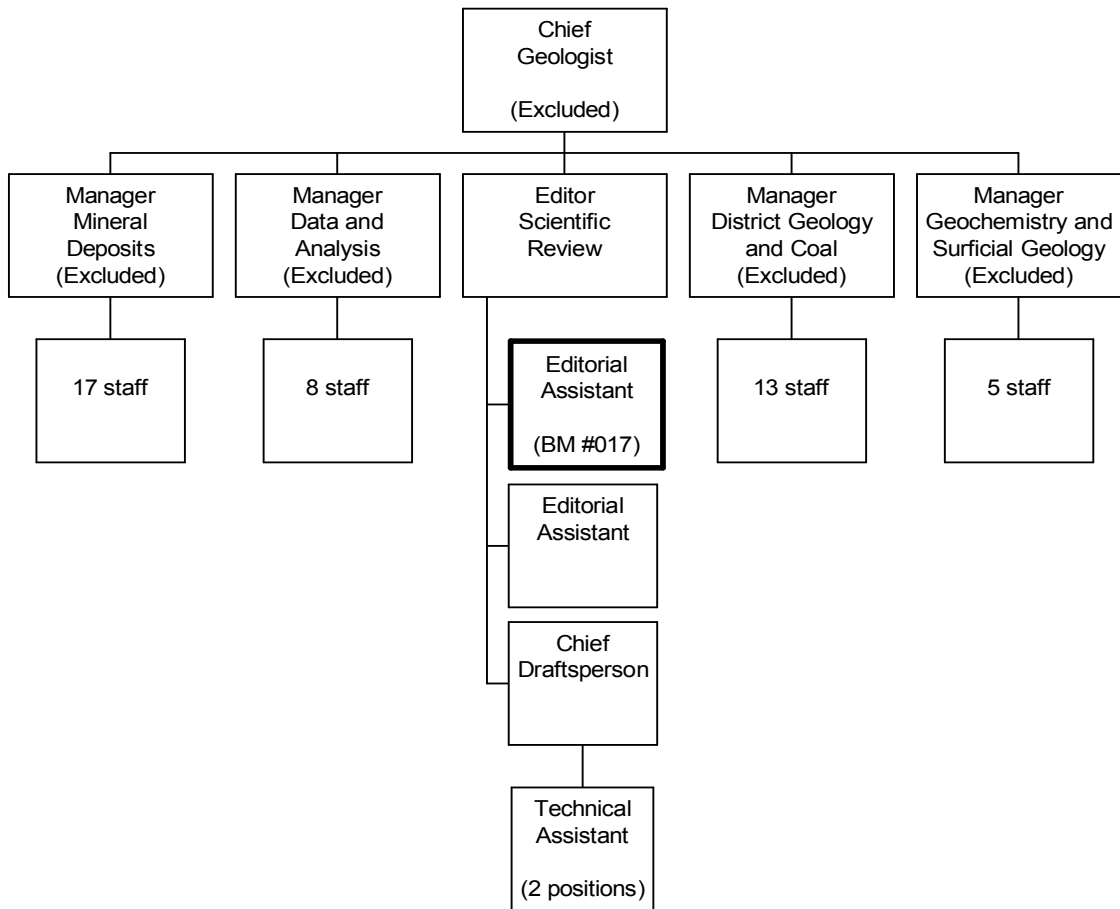 Chief
Geologist
(Excluded)
Manager
Mineral
Deposits
(Excluded)
Manager
Data and
Analysis
(Excluded)
Editor
Scientific
Review
Manager
District Geology
and Coal
(Excluded)
Manager
Geochemistry and
Surficial Geology
(Excluded)
17 staff
8 staff
Editorial
Assistant
(BM #017)
13 staff
5 staff
Editorial
Assistant
Chief
Draftsperson
Technical
Assistant
(2 positions)